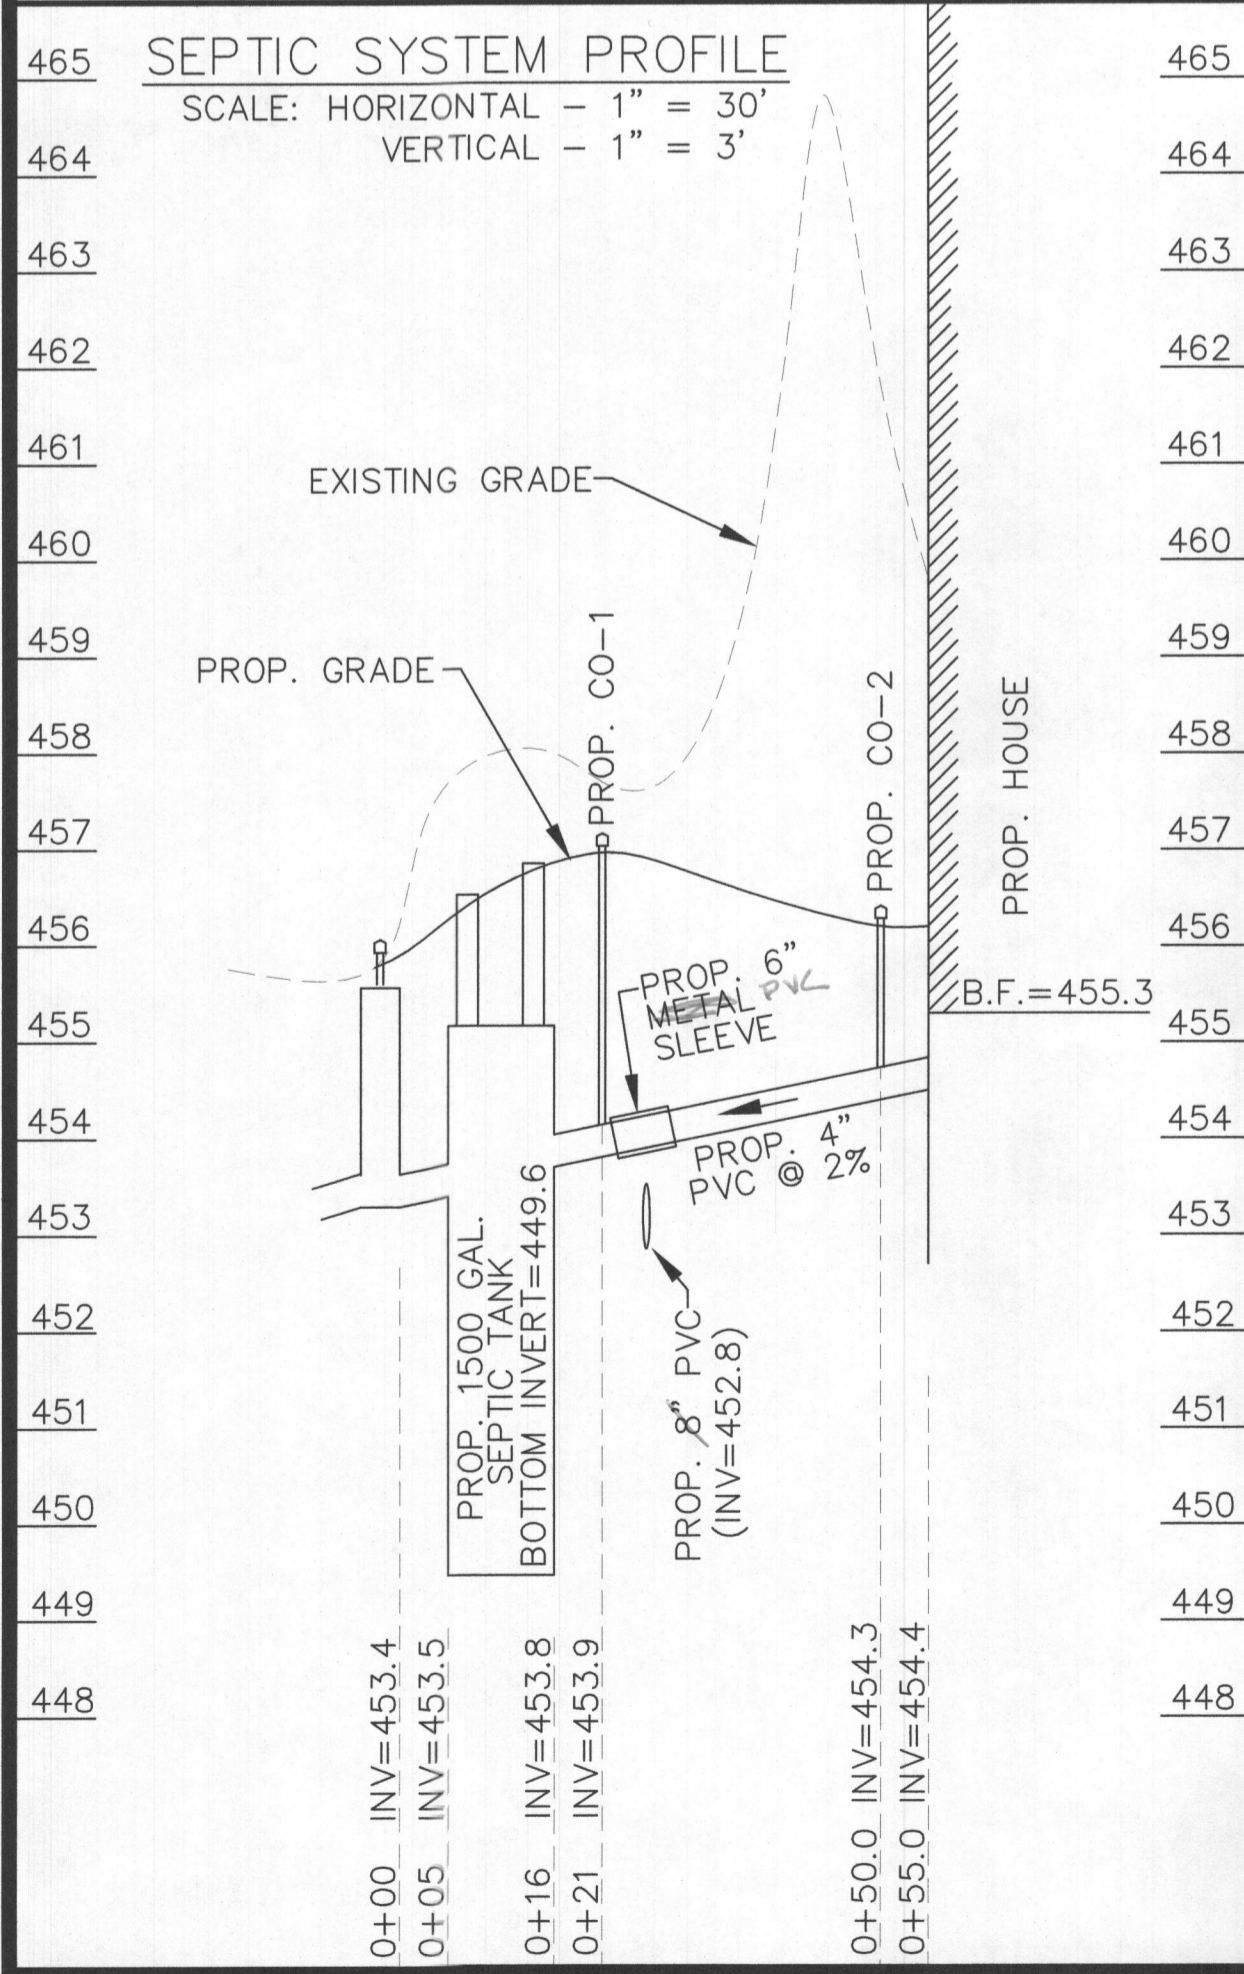 SEPTIC SYSTEM PROFILE
SCALE: HORIZONTAL - 1" = 30'
VERTICAL - 1" = 3'
465
464
463
462
461
460
459
458
457
456
455
454
453
452
451
450
449
448
465
464
463
462
461
460
459
458
457
456
455
454
453
452
451
450
449
448
EXISTING GRADE
PROP. GRADE
PROP. CO-1
PROP. CO-2
PROP. HOUSE
B.F.=455.3
PROP. 6"
METAL PVC
SLEEVE
PROP. 4"
PVC @ 2%
PROP. 1500 GAL.
SEPTIC TANK
BOTTOM INVERT=449.6
PROP. 8" PVC
(INV=452.8)
0+00 INV=453.4
0+05 INV=453.5
0+16 INV=453.8
0+21 INV=453.9
0+50.0 INV=454.3
0+55.0 INV=454.4